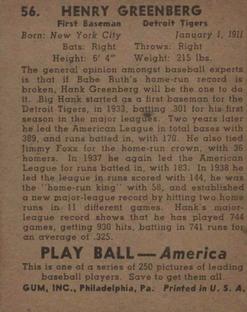 56. HENRY GREENBERG
First Baseman Detroit Tigers
Born: New York City January 1, 1911
Bats: Right Throws: Right
Height: 6' 4" Weight: 215 lbs.
The general opinion amongst baseball experts
is that if Babe Ruth's home-run record is
broken, Hank Greenberg will be the one to do
it. Big Hank started as a first baseman for the
Detroit Tigers, in 1933, batting .301 for his first
season in the major leagues. Two years later
he led the American League in total bases with
389, and runs batted in, with 170. He also tied
Jimmy Foxx for the home-run crown, with 36
homers. In 1937 he again led the American
League for runs batted in, with 183. In 1938 he
led the league in runs scored with 144, he was
the "home-run king" with 58, and established
a new major-league record by hitting two home
runs in 11 different games. Hank's major-
league record shows that he has played 744
games, getting 930 hits, batting in 741 runs for
an average of .325.
PLAY BALL—America
This is one of a series of 250 pictures of leading
baseball players. Save to get them all.
GUM, INC., Philadelphia, Pa. Printed in U. S. A.